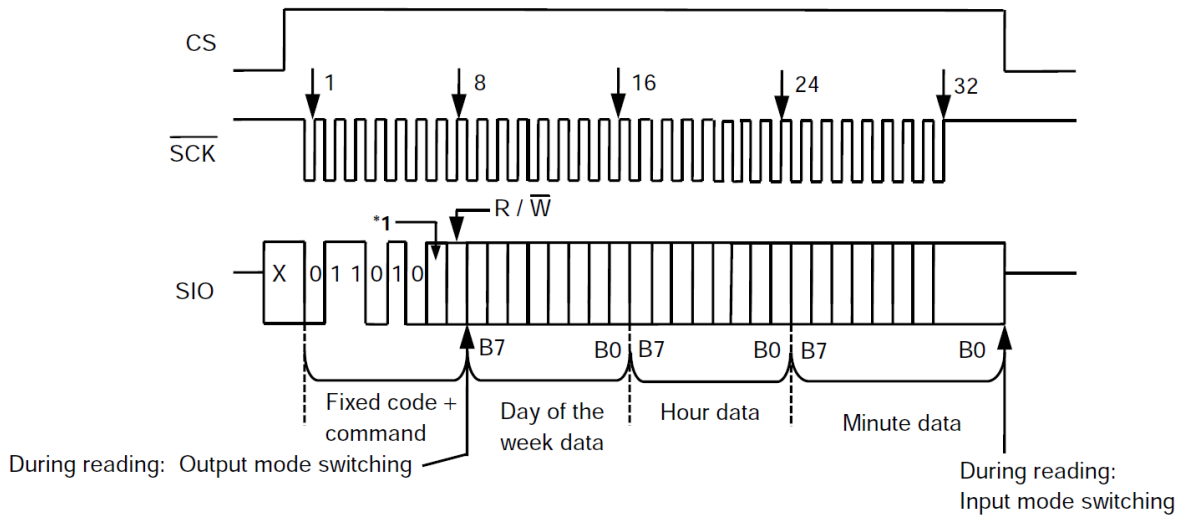 CS
1
8
16
24
32
SCK
*1
R / W
SIO
X
0
1
1
0
1
0
B7
B0
B7
B0
B7
B0
Fixed code +
command
Day of the
week data
Hour data
Minute data
During reading: Output mode switching
During reading:
Input mode switching